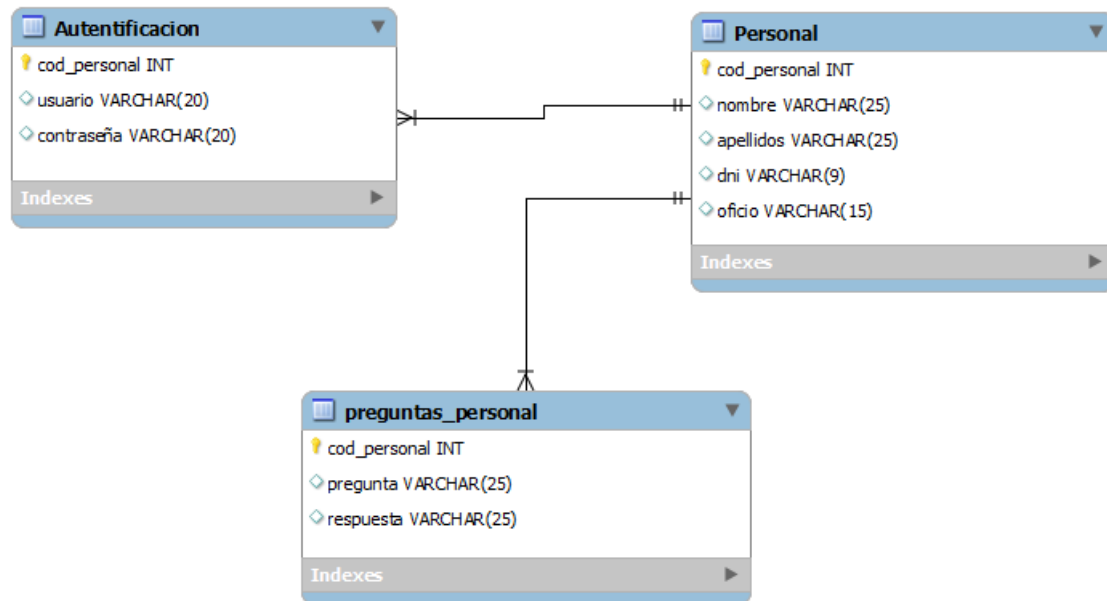 Autentificacion
cod_personal INT
usuario VARCHAR(20)
contraseña VARCHAR(20)
Indexes
Personal
cod_personal INT
nombre VARCHAR(25)
apellidos VARCHAR(25)
dni VARCHAR(9)
oficio VARCHAR(15)
Indexes
preguntas_personal
cod_personal INT
pregunta VARCHAR(25)
respuesta VARCHAR(25)
Indexes